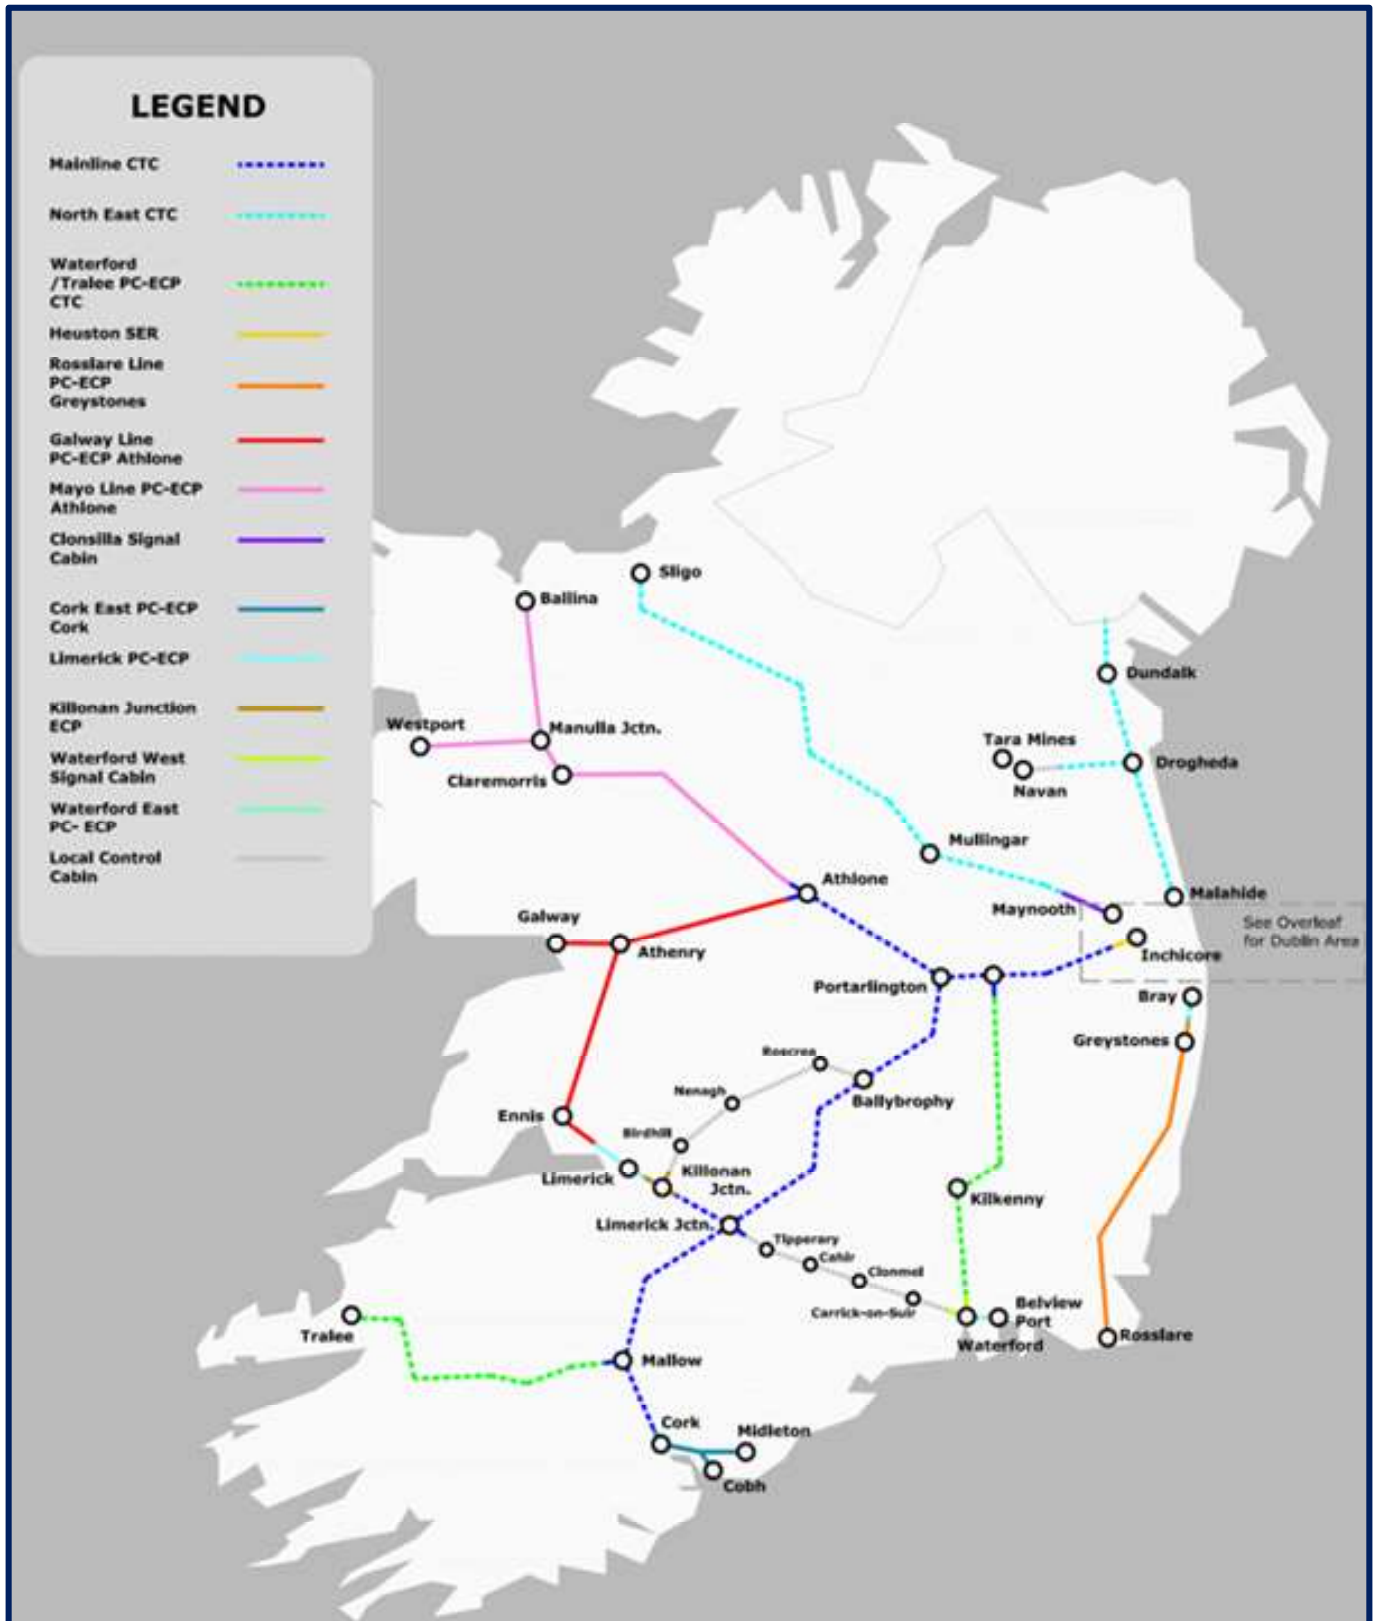 LEGEND
Mainline CTC
North East CTC
Waterford
/Tralee PC-ECP
CTC
Heuston SER
Rosslare Line
PC-ECP
Greystones
Galway Line
PC-ECP Athlone
Mayo Line PC-ECP
Athlone
Clonsilla Signal
Cabin
Cork East PC-ECP
Cork
Limerick PC-ECP
Killonan Junction
ECP
Waterford West
Signal Cabin
Waterford East
PC- ECP
Local Control
Cabin
Sligo
Ballina
Dundalk
Westport
Manulla Jctn.
Tara Mines
Drogheda
Claremorris
Navan
Mullingar
Athlone
Malahide
Maynooth
Galway
See Overleaf
for Dublin Area
Athenry
Inchicore
Portarlington
Bray
Greystones
Roscrea
Nenagh
Ballybrophy
Ennis
Birdhill
Limerick
Killonan
Jctn.
Kilkenny
Limerick Jctn.
Tipperary
Cahir
Clonmel
Carrick-on-Suir
Belview
Port
Tralee
Waterford
Rosslare
Mallow
Cork
Midleton
Cobh